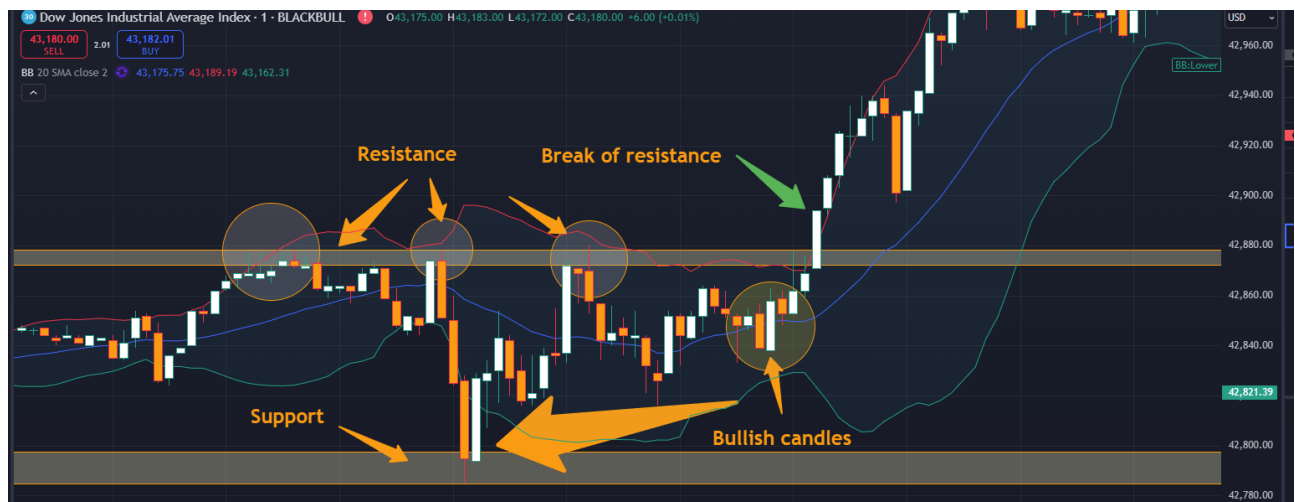 30 Dow Jones Industrial Average Index · 1 · BLACKBULL ! O43,175.00 H43,183.00 L43,172.00 C43,180.00 +6.00 (+0.01%)
USD
43,180.00 2.01 43,182.01
SELL BUY
BB 20 SMA close 2 43,175.75 43,189.19 43,162.31
42,960.00
BB:Lower
42,940.00
42,920.00
Resistance
Break of resistance
42,900.00
42,880.00
42,860.00
42,840.00
42,821.39
Support
Bullish candles
42,800.00
42,780.00